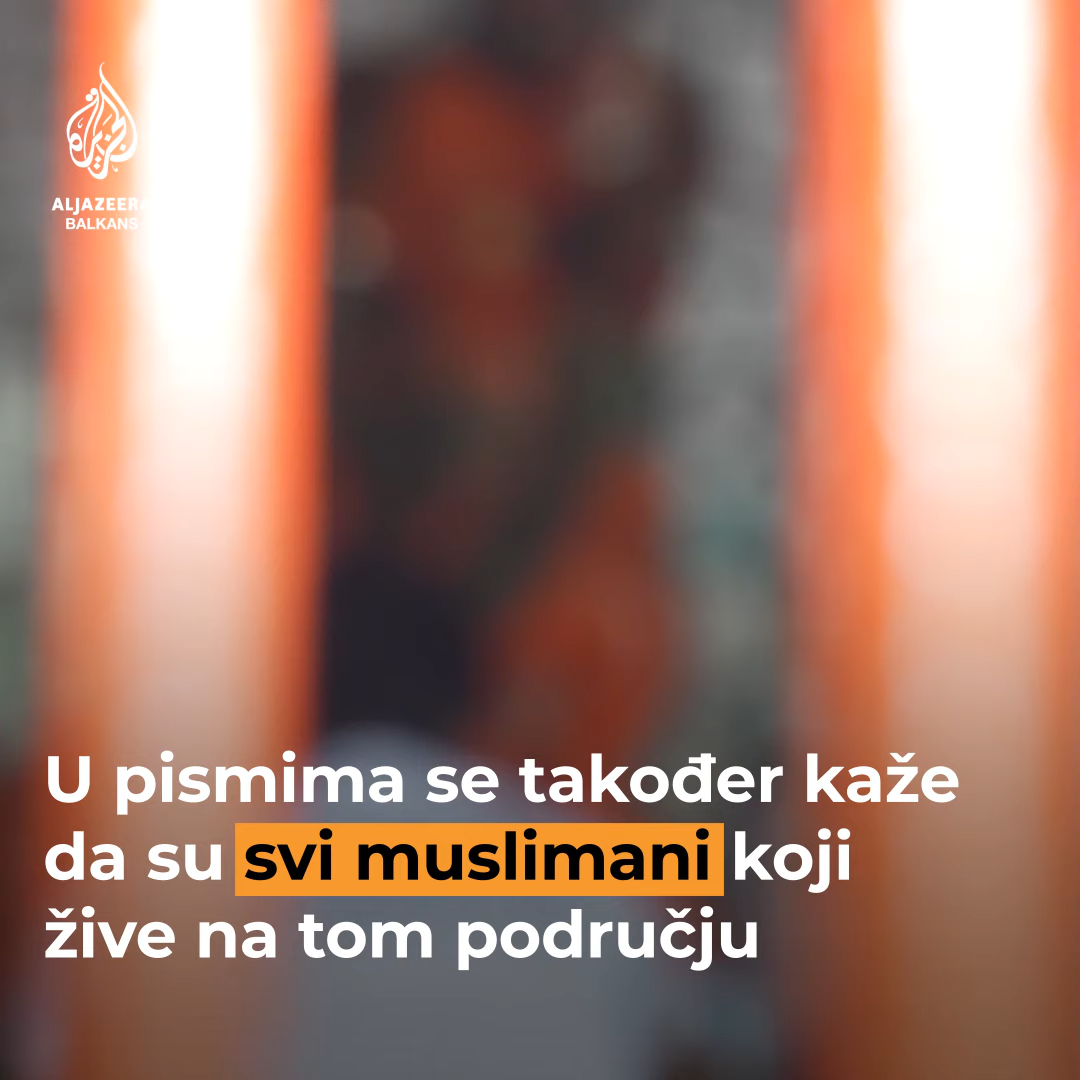 ALJAZEERA
BALKANS
U pismima se također kaže
da su svi muslimani koji
žive na tom području